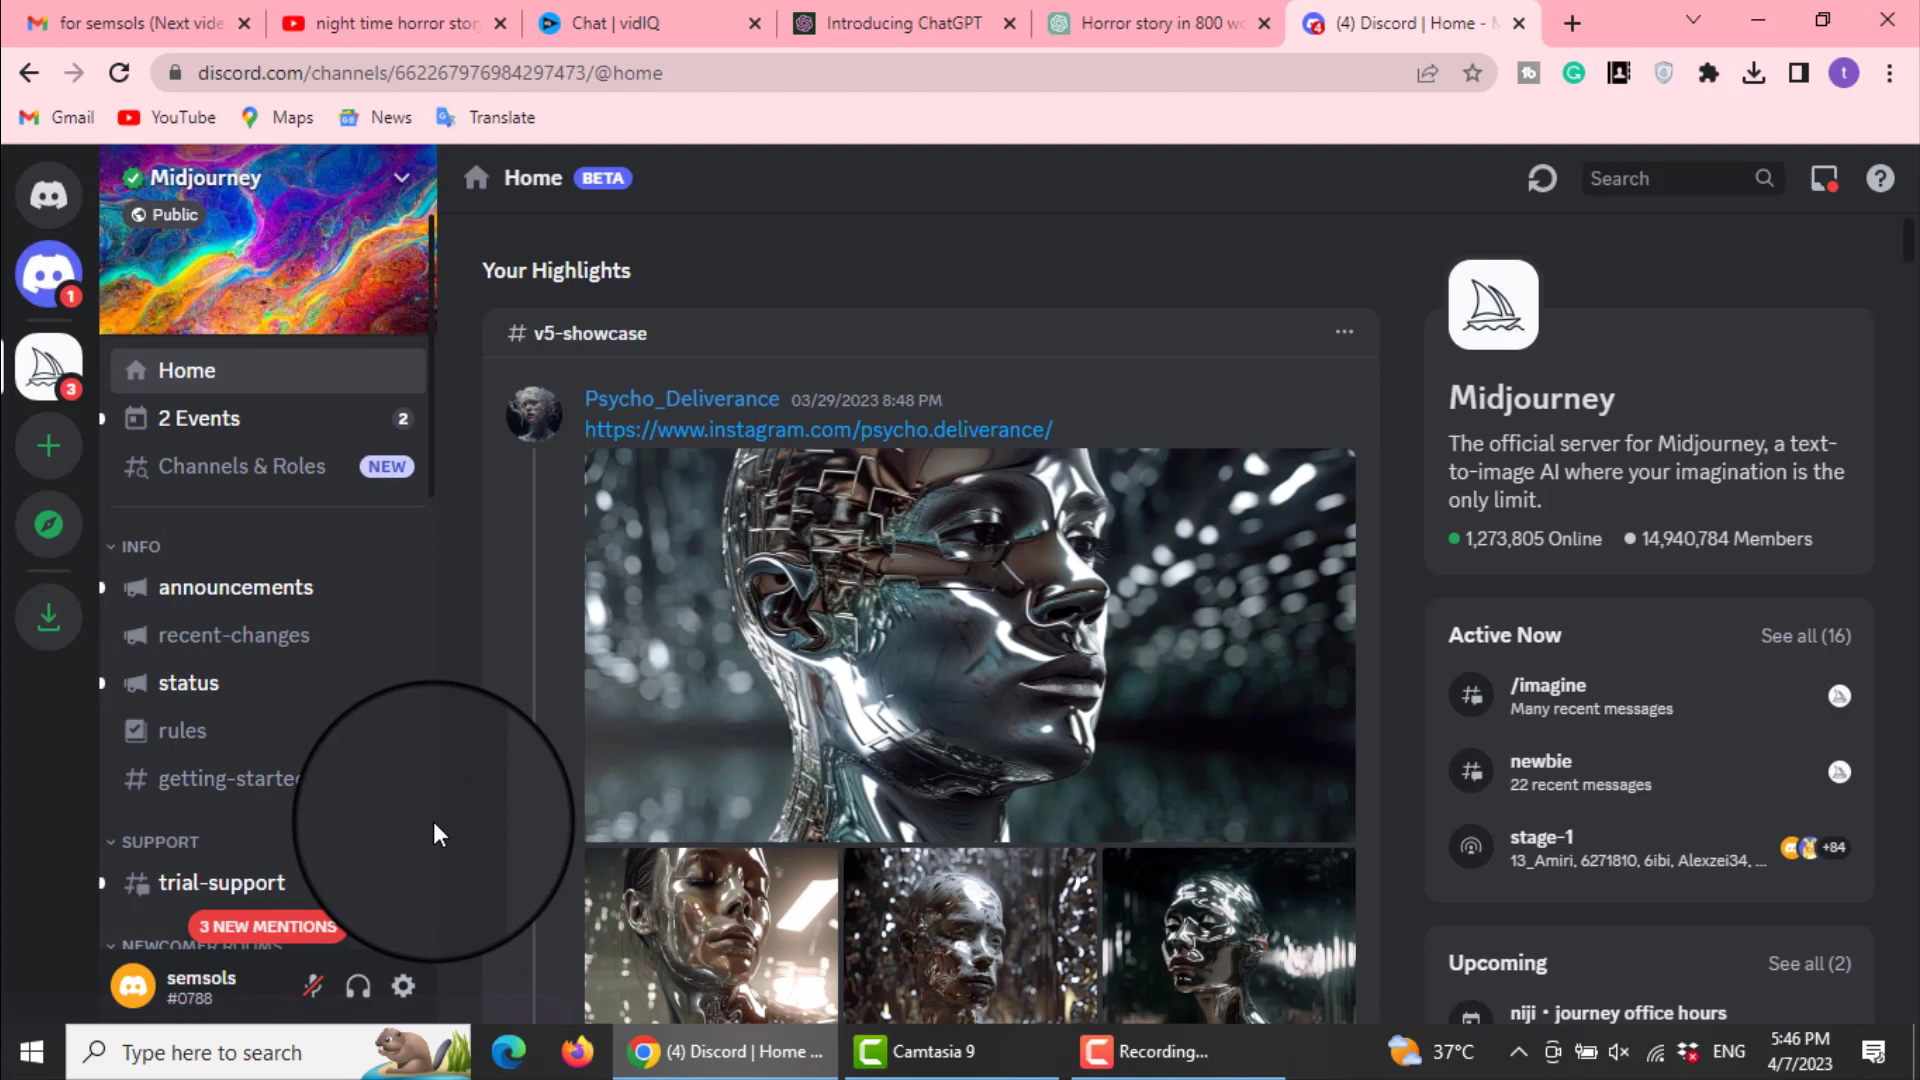 for semsols (Next vide
night time horror stor
Chat | vidIQ
Introducing ChatGPT
Horror story in 800 wo
(4) Discord | Home - M
discord.com/channels/662267976984297473/@home
Gmail
YouTube
Maps
News
Translate
Midjourney
Public
Home BETA
Search
Your Highlights
# v5-showcase
Psycho_Deliverance 03/29/2023 8:48 PM
https://www.instagram.com/psycho.deliverance/
1
3
Home
2 Events 2
Channels & Roles NEW
INFO
announcements
recent-changes
status
rules
getting-started
SUPPORT
trial-support
3 NEW MENTIONS
NEWCOMER ROOMS
semsols
#0788
Midjourney
The official server for Midjourney, a text-
to-image AI where your imagination is the
only limit.
1,273,805 Online 14,940,784 Members
Active Now See all (16)
/imagine
Many recent messages
newbie
22 recent messages
stage-1
13_Amiri, 6271810, 6ibi, Alexzei34, ... +84
Upcoming See all (2)
niji • journey office hours
Type here to search
(4) Discord | Home ...
Camtasia 9
Recording...
37°C
ENG
5:46 PM
4/7/2023